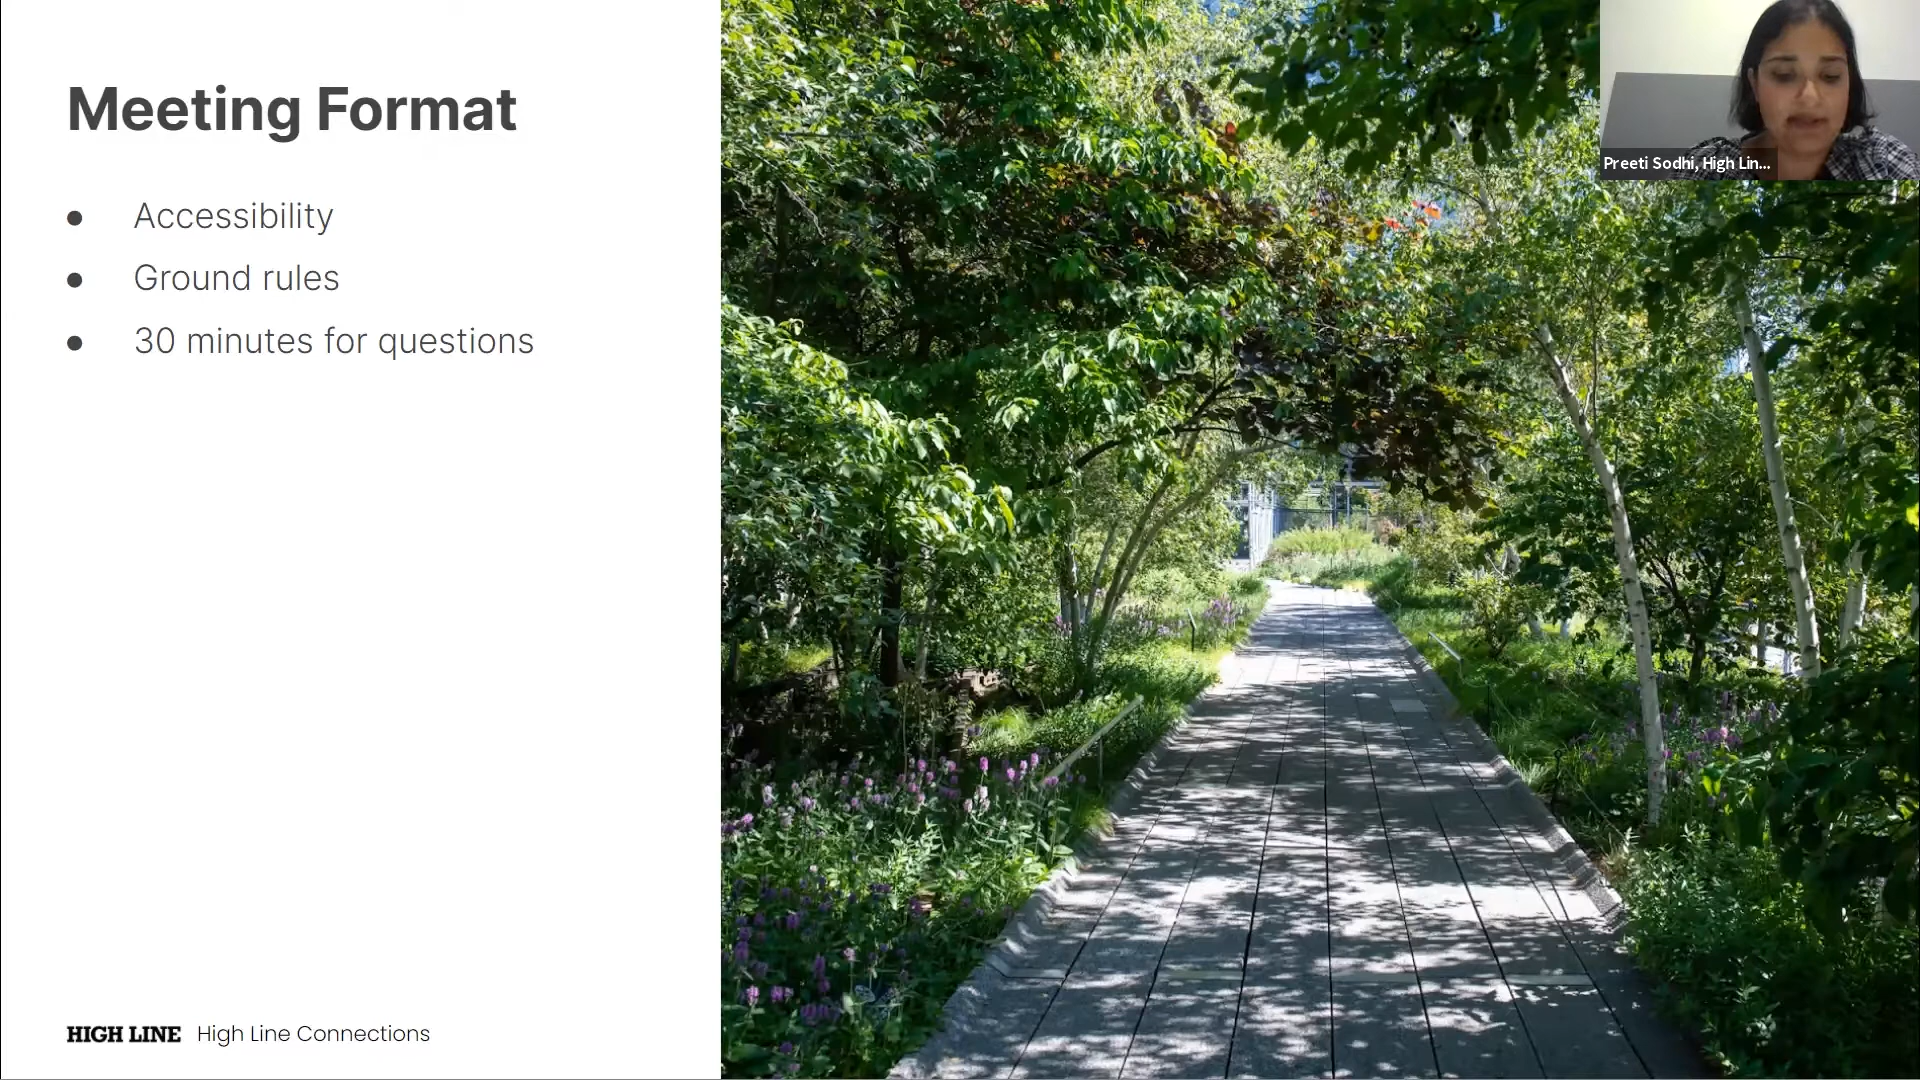 Meeting Format
● Accessibility
● Ground rules
● 30 minutes for questions
Preeti Sodhi, High Lin...
HIGH LINE High Line Connections